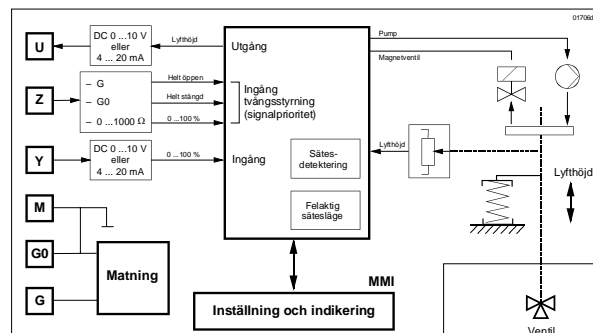 01706d
U
DC 0 ...10 V
eller
4 ... 20 mA
Lyfthöjd
Utgång
Pump
Magnetventil
Z
– G
– G0
– 0...1000 Ω
Helt öppen
Helt stängd
0 ...100 %
Ingång
tvångsstyrning
(signalprioritet)
Y
DC 0 ...10 V
eller
4 ... 20 mA
0 ...100 %
Ingång
Sätes-
detektering
Lyfthöjd
Lyfthöjd
Felaktig
sätesläge
M
G0
G
Matning
MMI
Inställning och indikering
Ventil